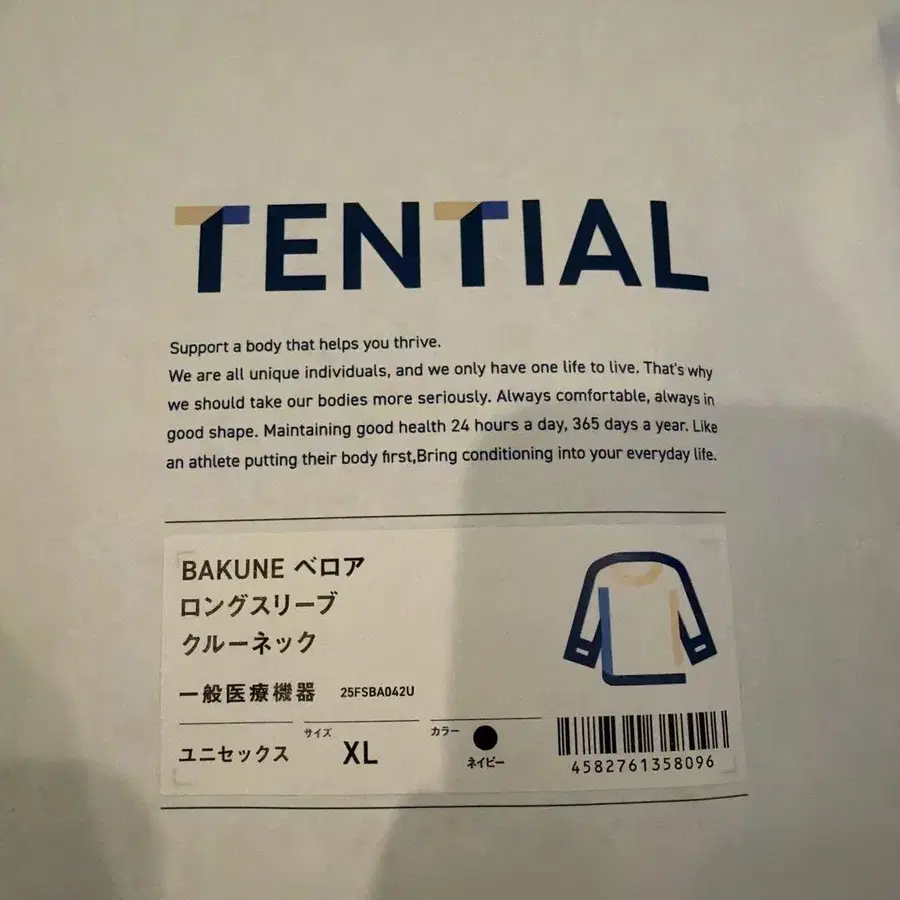 TENTIAL
Support a body that helps you thrive.
We are all unique individuals, and we only have one life to live. That's why
we should take our bodies more seriously. Always comfortable, always in
good shape. Maintaining good health 24 hours a day, 365 days a year. Like
an athlete putting their body first,Bring conditioning into your everyday life.
BAKUNE ベロア
ロングスリーブ
クルーネック
一般医療機器 25FSBA042U
ユニセックス
サイズ
XL
カラー
ネイビー
4582761358096